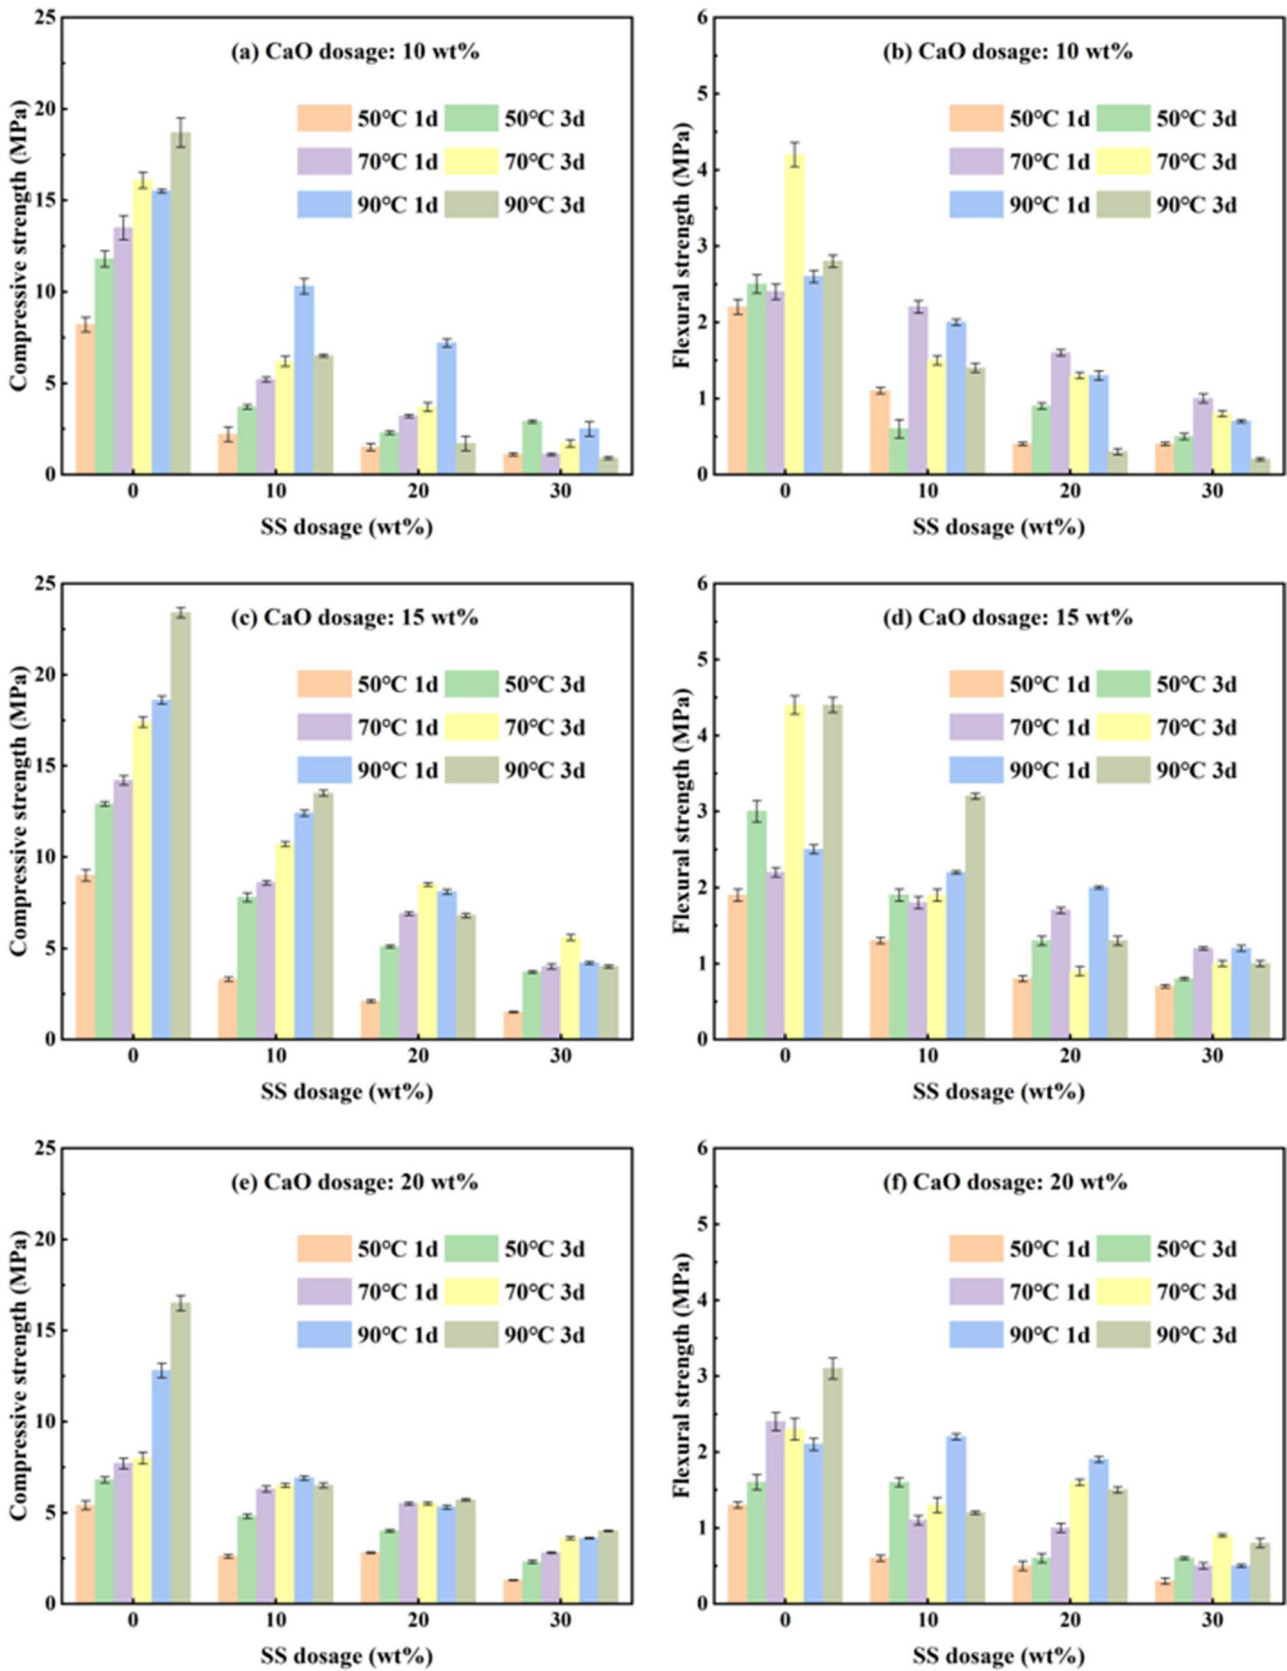 (a) CaO dosage: 10 wt%
50°C 1d 50°C 3d
70°C 1d 70°C 3d
90°C 1d 90°C 3d
Compressive strength (MPa)
25
20
15
10
5
0
0 10 20 30
SS dosage (wt%)
(b) CaO dosage: 10 wt%
50°C 1d 50°C 3d
70°C 1d 70°C 3d
90°C 1d 90°C 3d
Flexural strength (MPa)
6
5
4
3
2
1
0
0 10 20 30
SS dosage (wt%)
(c) CaO dosage: 15 wt%
50°C 1d 50°C 3d
70°C 1d 70°C 3d
90°C 1d 90°C 3d
Compressive strength (MPa)
25
20
15
10
5
0
0 10 20 30
SS dosage (wt%)
(d) CaO dosage: 15 wt%
50°C 1d 50°C 3d
70°C 1d 70°C 3d
90°C 1d 90°C 3d
Flexural strength (MPa)
6
5
4
3
2
1
0
0 10 20 30
SS dosage (wt%)
(e) CaO dosage: 20 wt%
50°C 1d 50°C 3d
70°C 1d 70°C 3d
90°C 1d 90°C 3d
Compressive strength (MPa)
25
20
15
10
5
0
0 10 20 30
SS dosage (wt%)
(f) CaO dosage: 20 wt%
50°C 1d 50°C 3d
70°C 1d 70°C 3d
90°C 1d 90°C 3d
Flexural strength (MPa)
6
5
4
3
2
1
0
0 10 20 30
SS dosage (wt%)